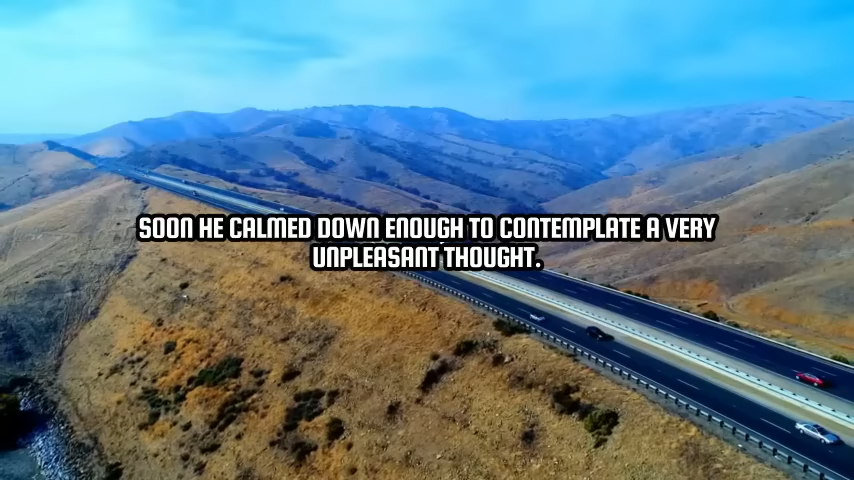 SOON HE CALMED DOWN ENOUGH TO CONTEMPLATE A VERY
UNPLEASANT THOUGHT.